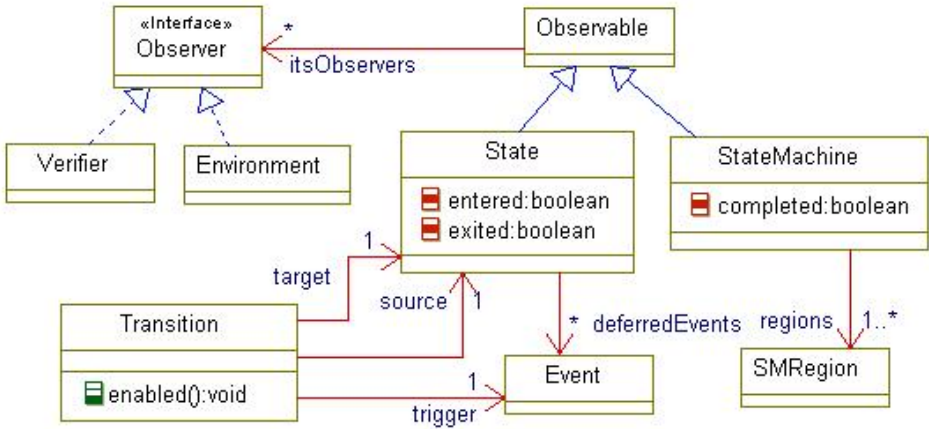 «Interface»
Observer
*
itsObservers
Observable
Verifier
Environment
State
entered:boolean
exited:boolean
StateMachine
completed:boolean
1
target
source
1
Transition
enabled():void
*
deferredEvents
regions
1..*
1
trigger
Event
SMRegion